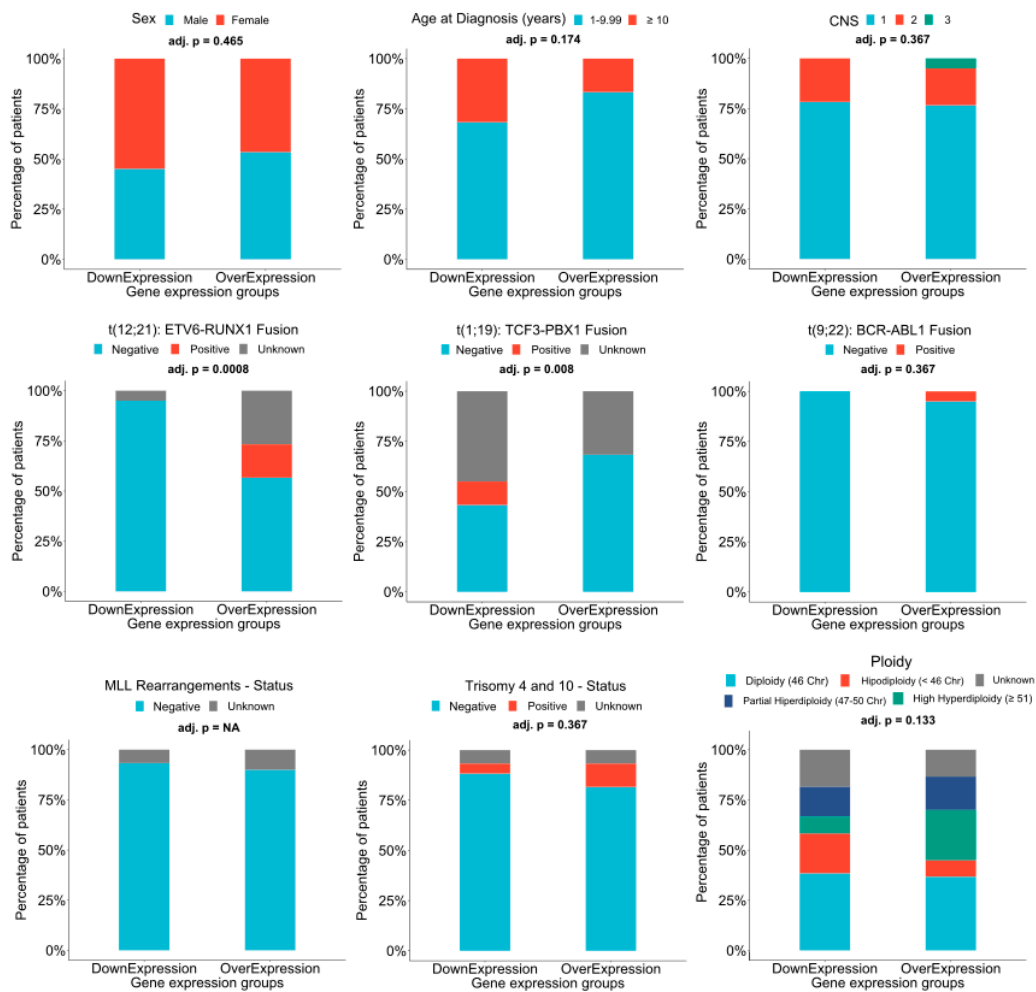 Sex Male Female
adj. p = 0.465
Percentage of patients
100%
75%
50%
25%
0%
DownExpression OverExpression
Gene expression groups
Age at Diagnosis (years) 1-9.99 ≥ 10
adj. p = 0.174
Percentage of patients
100%
75%
50%
25%
0%
DownExpression OverExpression
Gene expression groups
CNS 1 2 3
adj. p = 0.367
Percentage of patients
100%
75%
50%
25%
0%
DownExpression OverExpression
Gene expression groups
t(12;21): ETV6-RUNX1 Fusion
Negative Positive Unknown
adj. p = 0.0008
Percentage of patients
100%
75%
50%
25%
0%
DownExpression OverExpression
Gene expression groups
t(1;19): TCF3-PBX1 Fusion
Negative Positive Unknown
adj. p = 0.008
Percentage of patients
100%
75%
50%
25%
0%
DownExpression OverExpression
Gene expression groups
t(9;22): BCR-ABL1 Fusion
Negative Positive
adj. p = 0.367
Percentage of patients
100%
75%
50%
25%
0%
DownExpression OverExpression
Gene expression groups
MLL Rearrangements - Status
Negative Unknown
adj. p = NA
Percentage of patients
100%
75%
50%
25%
0%
DownExpression OverExpression
Gene expression groups
Trisomy 4 and 10 - Status
Negative Positive Unknown
adj. p = 0.367
Percentage of patients
100%
75%
50%
25%
0%
DownExpression OverExpression
Gene expression groups
Ploidy
Diploidy (46 Chr) Hipodiploidy (< 46 Chr) Unknown
Partial Hiperdiploidy (47-50 Chr) High Hyperdiploidy (≥ 51)
adj. p = 0.133
Percentage of patients
100%
75%
50%
25%
0%
DownExpression OverExpression
Gene expression groups